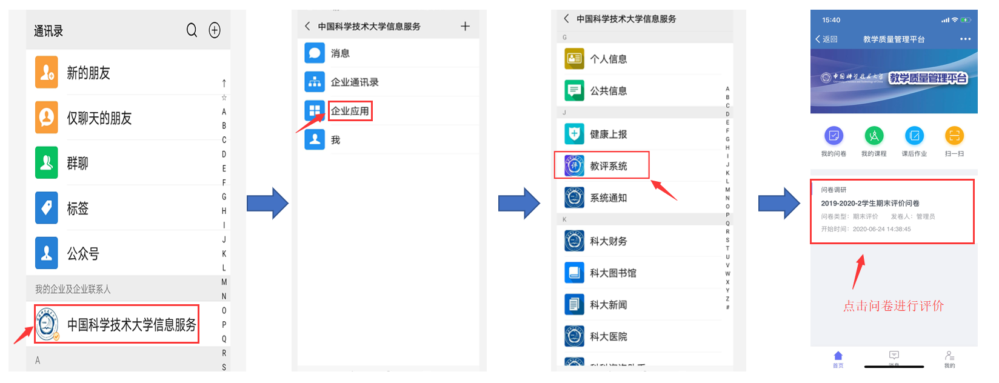 通讯录
新的朋友
仅聊天的朋友
群聊
标签
公众号
我的企业及企业联系人
中国科学技术大学信息服务
A
↑
☆
A
B
C
D
E
F
G
H
I
J
K
L
M
N
O
P
Q
R
S
中国科学技术大学信息服务
消息
企业通讯录
企业应用
我
中国科学技术大学信息服务
G
个人信息
公共信息
J
健康上报
评
教评系统
系统通知
K
科大财务
科大图书馆
科大新闻
科大医院
A
B
C
D
E
F
G
H
I
J
K
L
M
N
O
P
Q
R
S
T
U
V
W
X
Y
Z
#
15:40
返回 教学质量管理平台
中国科学技术大学 教学质量管理平台
University of Science and Technology of China
我的问卷 我的课程 课后作业 扫一扫
问卷调研
2019-2020-2学生期末评价问卷
问卷类型：期末评价 发卷人：管理员
开始时间：2020-06-24 14:38:45
点击问卷进行评价
首页 消息 我的